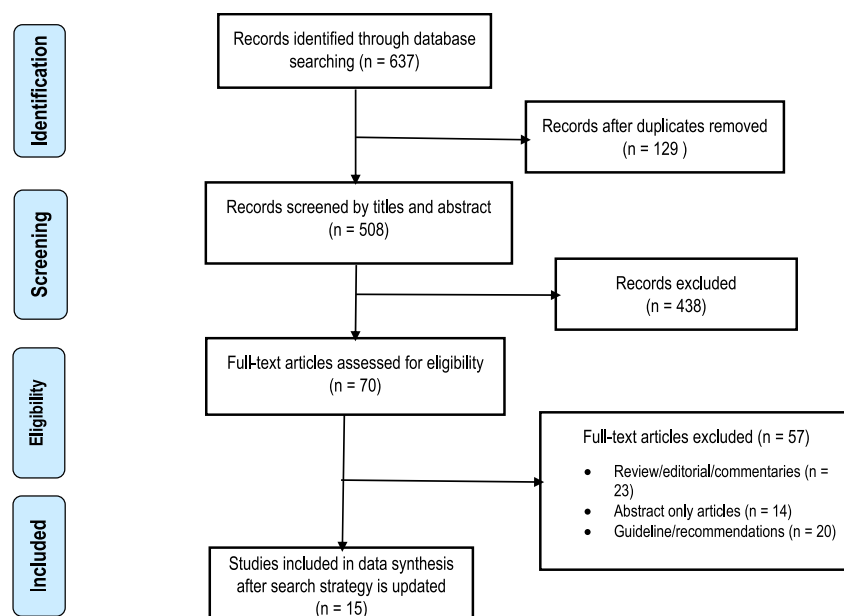 Identification
Records identified through database
searching (n = 637)
Records after duplicates removed
(n = 129 )
Screening
Records screened by titles and abstract
(n = 508)
Records excluded
(n = 438)
Eligibility
Full-text articles assessed for eligibility
(n = 70)
Full-text articles excluded (n = 57)
• Review/editorial/commentaries (n =
23)
• Abstract only articles (n = 14)
• Guideline/recommendations (n = 20)
Included
Studies included in data synthesis
after search strategy is updated
(n = 15)